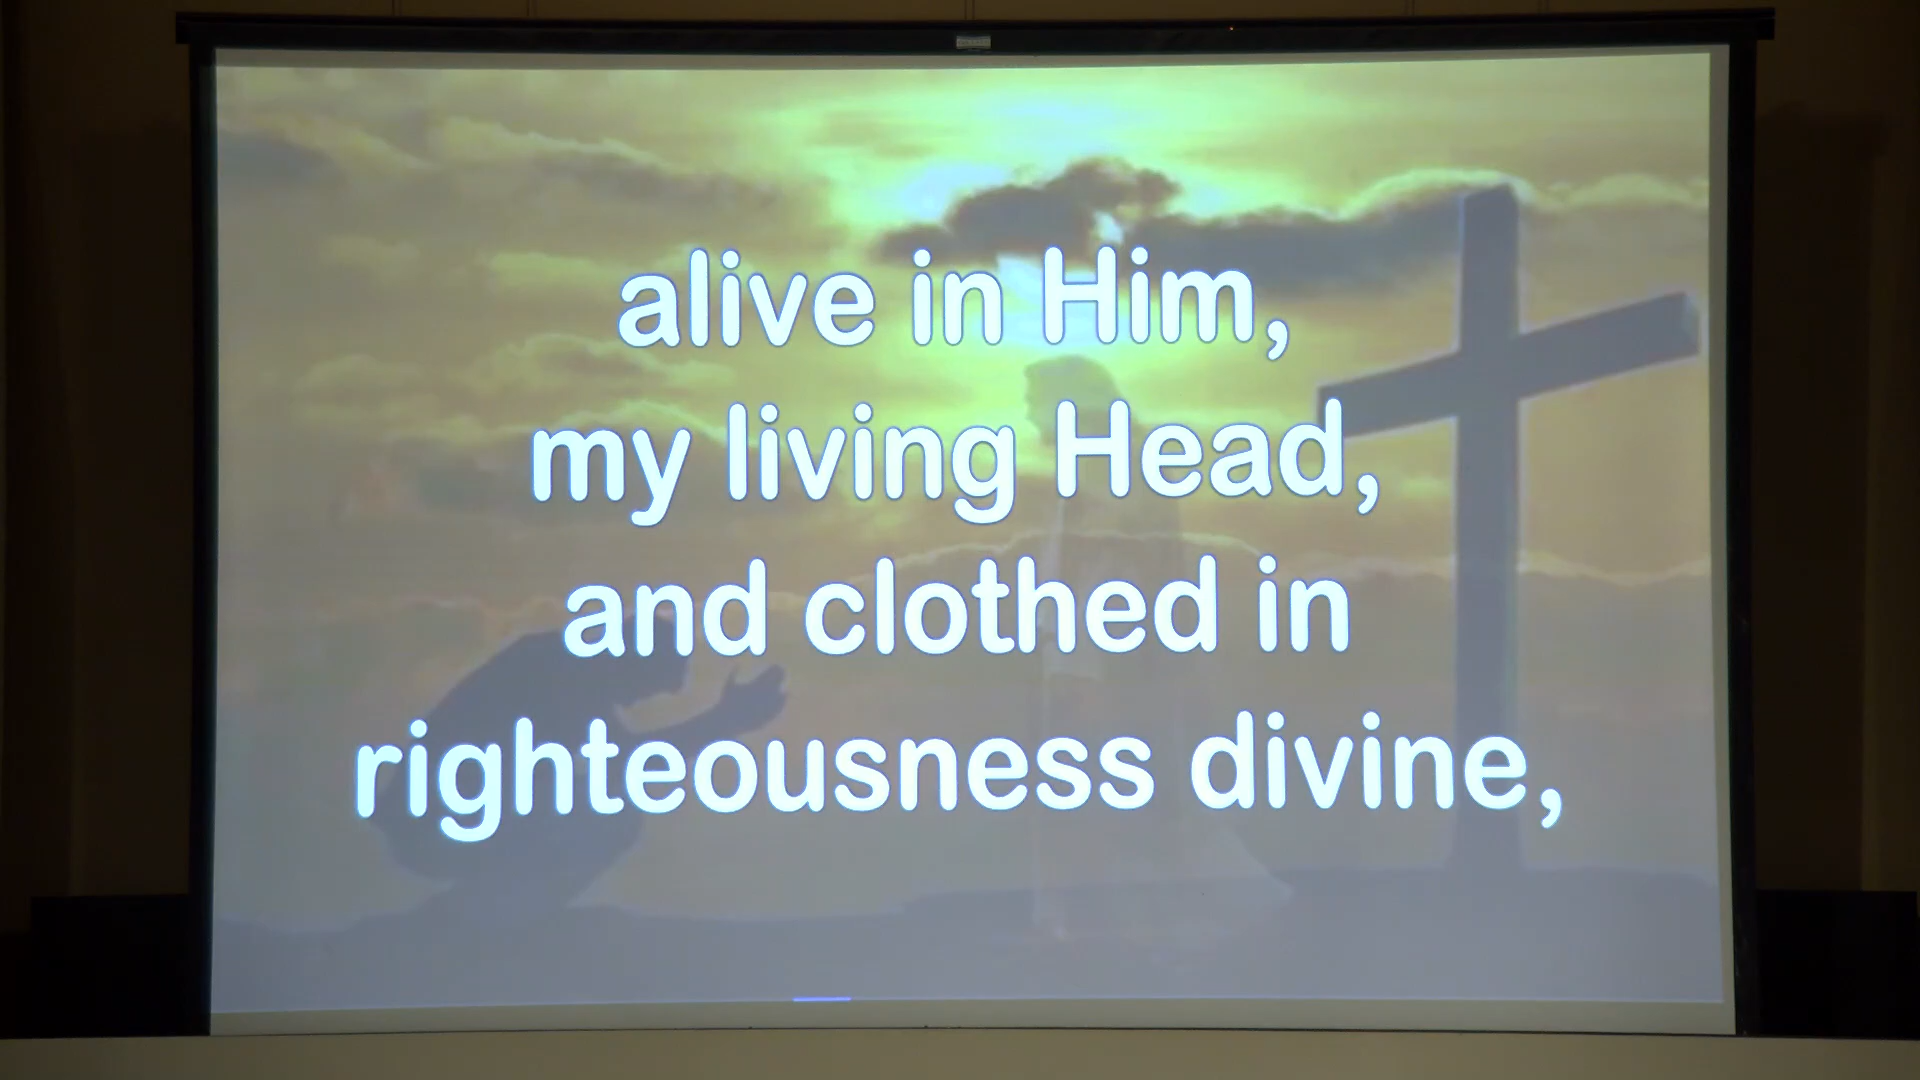 alive in Him,
my living Head,
and clothed in
righteousness divine,